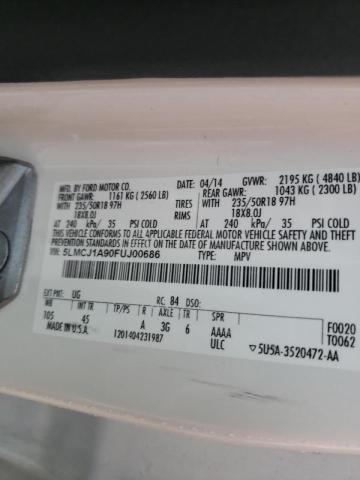 MFD. BY FORD MOTOR CO.
DATE: 04/14 GVWR: 2195 KG ( 4840 LB)
FRONT GAWR: 1161 KG ( 2560 LB) REAR GAWR: 1043 KG ( 2300 LB)
WITH 235/50R18 97H TIRES WITH 235/50R18 97H
18X8.0J RIMS 18X8.0J
AT 240 kPa/ 35 PSI COLD AT 240 kPa/ 35 PSI COLD
THIS VEHICLE CONFORMS TO ALL APPLICABLE FEDERAL MOTOR VEHICLE
SAFETY AND THEFT PREVENTION STANDARDS IN EFFECT ON THE DATE OF
MANUFACTURE SHOWN ABOVE.
VIN: 5LMCJ1A90FUJ00686
TYPE: MPV
EXT PNT: UG RC: 84 DSO: F0020
WB INT TR TP/PS R AXLE TR SPR T0062
105 45 A 3G 6 AAAA
MADE IN U.S.A. 1201404231987 ULC ▽5U5A-3520472-AA